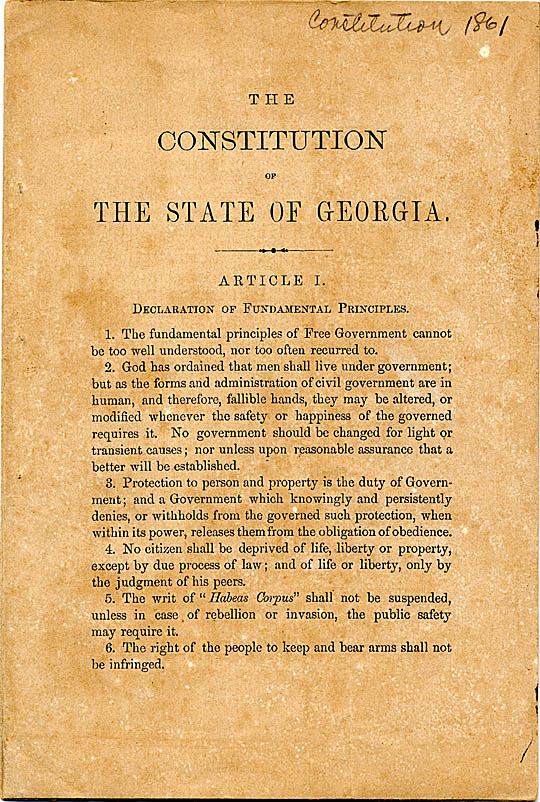 Constitution 1861
THE
CONSTITUTION
OF
THE STATE OF GEORGIA.
ARTICLE I.
DECLARATION OF FUNDAMENTAL PRINCIPLES.
1. The fundamental principles of Free Government cannot
be too well understood, nor too often recurred to.
2. God has ordained that men shall live under government;
but as the forms and administration of civil government are in
human, and therefore, fallible hands, they may be altered, or
modified whenever the safety or happiness of the governed
requires it. No government should be changed for light or
transient causes; nor unless upon reasonable assurance that a
better will be established.
3. Protection to person and property is the duty of Govern-
ment; and a Government which knowingly and persistently
denies, or withholds from the governed such protection, when
within its power, releases them from the obligation of obedience.
4. No citizen shall be deprived of life, liberty or property,
except by due process of law; and of life or liberty, only by
the judgment of his peers.
5. The writ of "Habeas Corpus" shall not be suspended,
unless in case of rebellion or invasion, the public safety
may require it.
6. The right of the people to keep and bear arms shall not
be infringed.